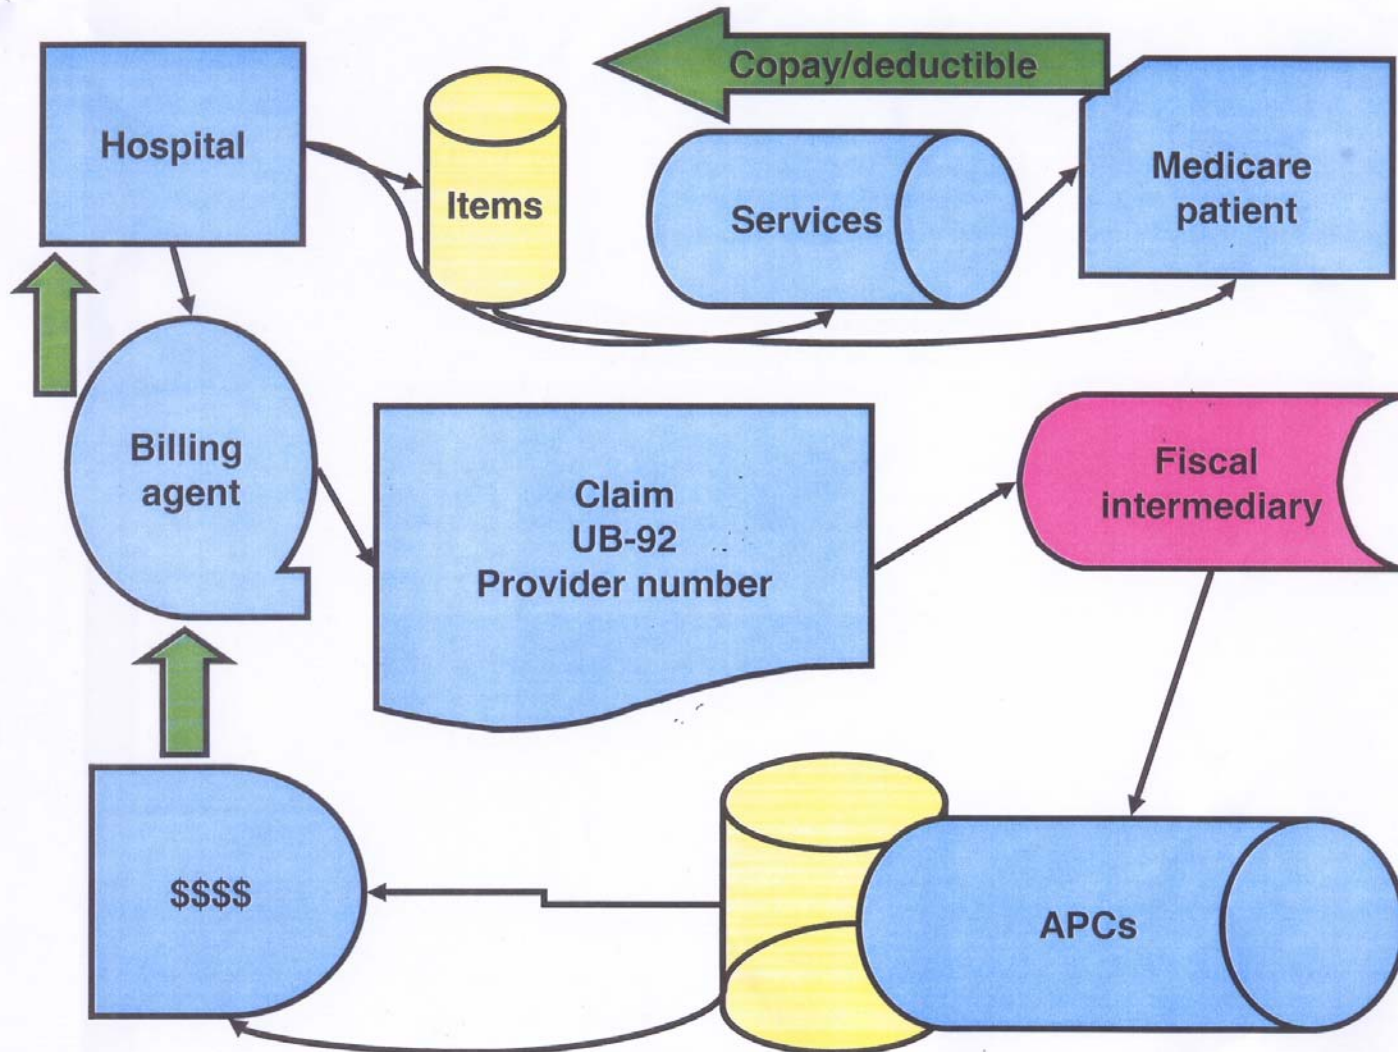 Copay/deductible
Hospital
Items
Services
Medicare
patient
Billing
agent
Claim
UB-92
Provider number
Fiscal
intermediary
$$$$
APCs